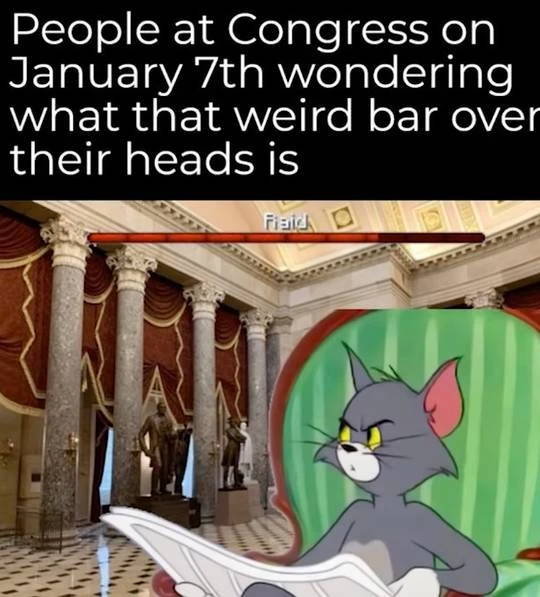 People at Congress on
January 7th wondering
what that weird bar over
their heads is
Raid